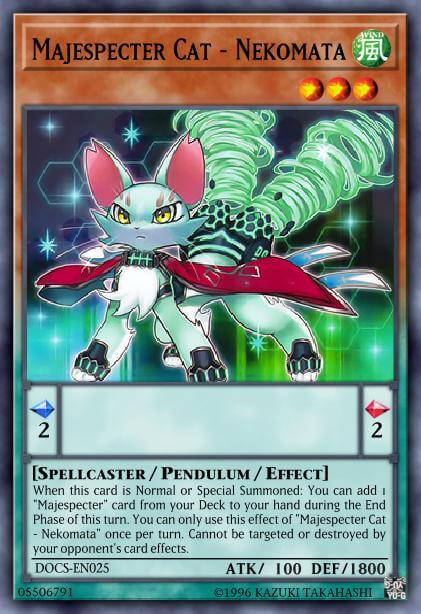 Majespecter Cat - Nekomata
WIND
風
2
2
[Spellcaster / Pendulum / Effect]
When this card is Normal or Special Summoned: You can add 1
"Majespecter" card from your Deck to your hand during the End
Phase of this turn. You can only use this effect of "Majespecter Cat
- Nekomata" once per turn. Cannot be targeted or destroyed by
your opponent's card effects.
DOCS-EN025
ATK/ 100 DEF/1800
05506791
©1996 KAZUKI TAKAHASHI